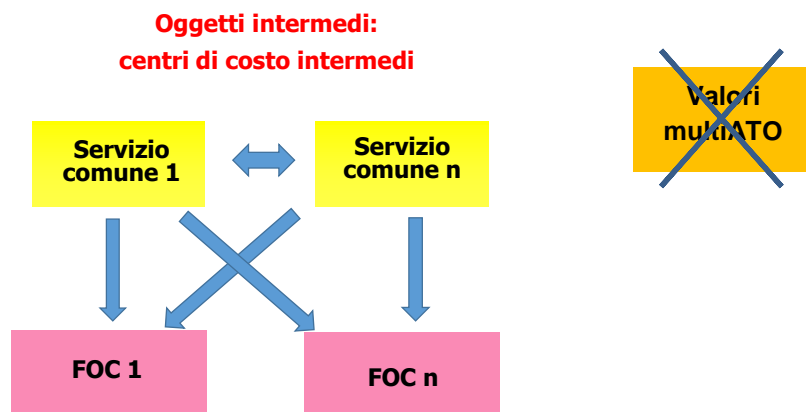 Oggetti intermedi:
centri di costo intermedi
Valori
multiATO
Servizio
comune 1
Servizio
comune n
FOC 1
FOC n